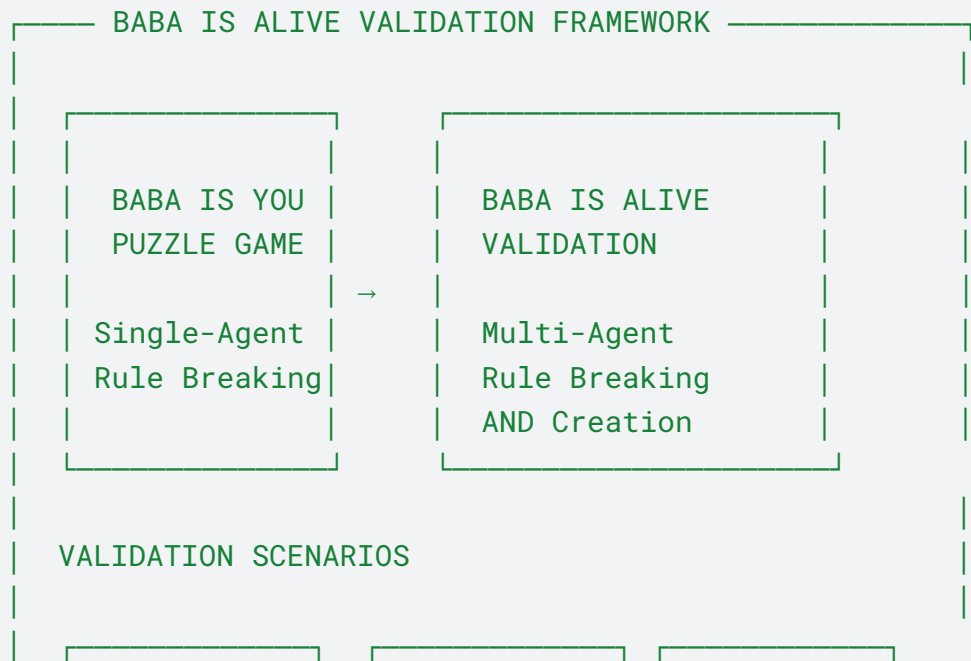 BABA IS ALIVE VALIDATION FRAMEWORK
BABA IS YOU
PUZZLE GAME
→
Single-Agent
Rule Breaking
BABA IS ALIVE
VALIDATION
Multi-Agent
Rule Breaking
AND Creation
VALIDATION SCENARIOS